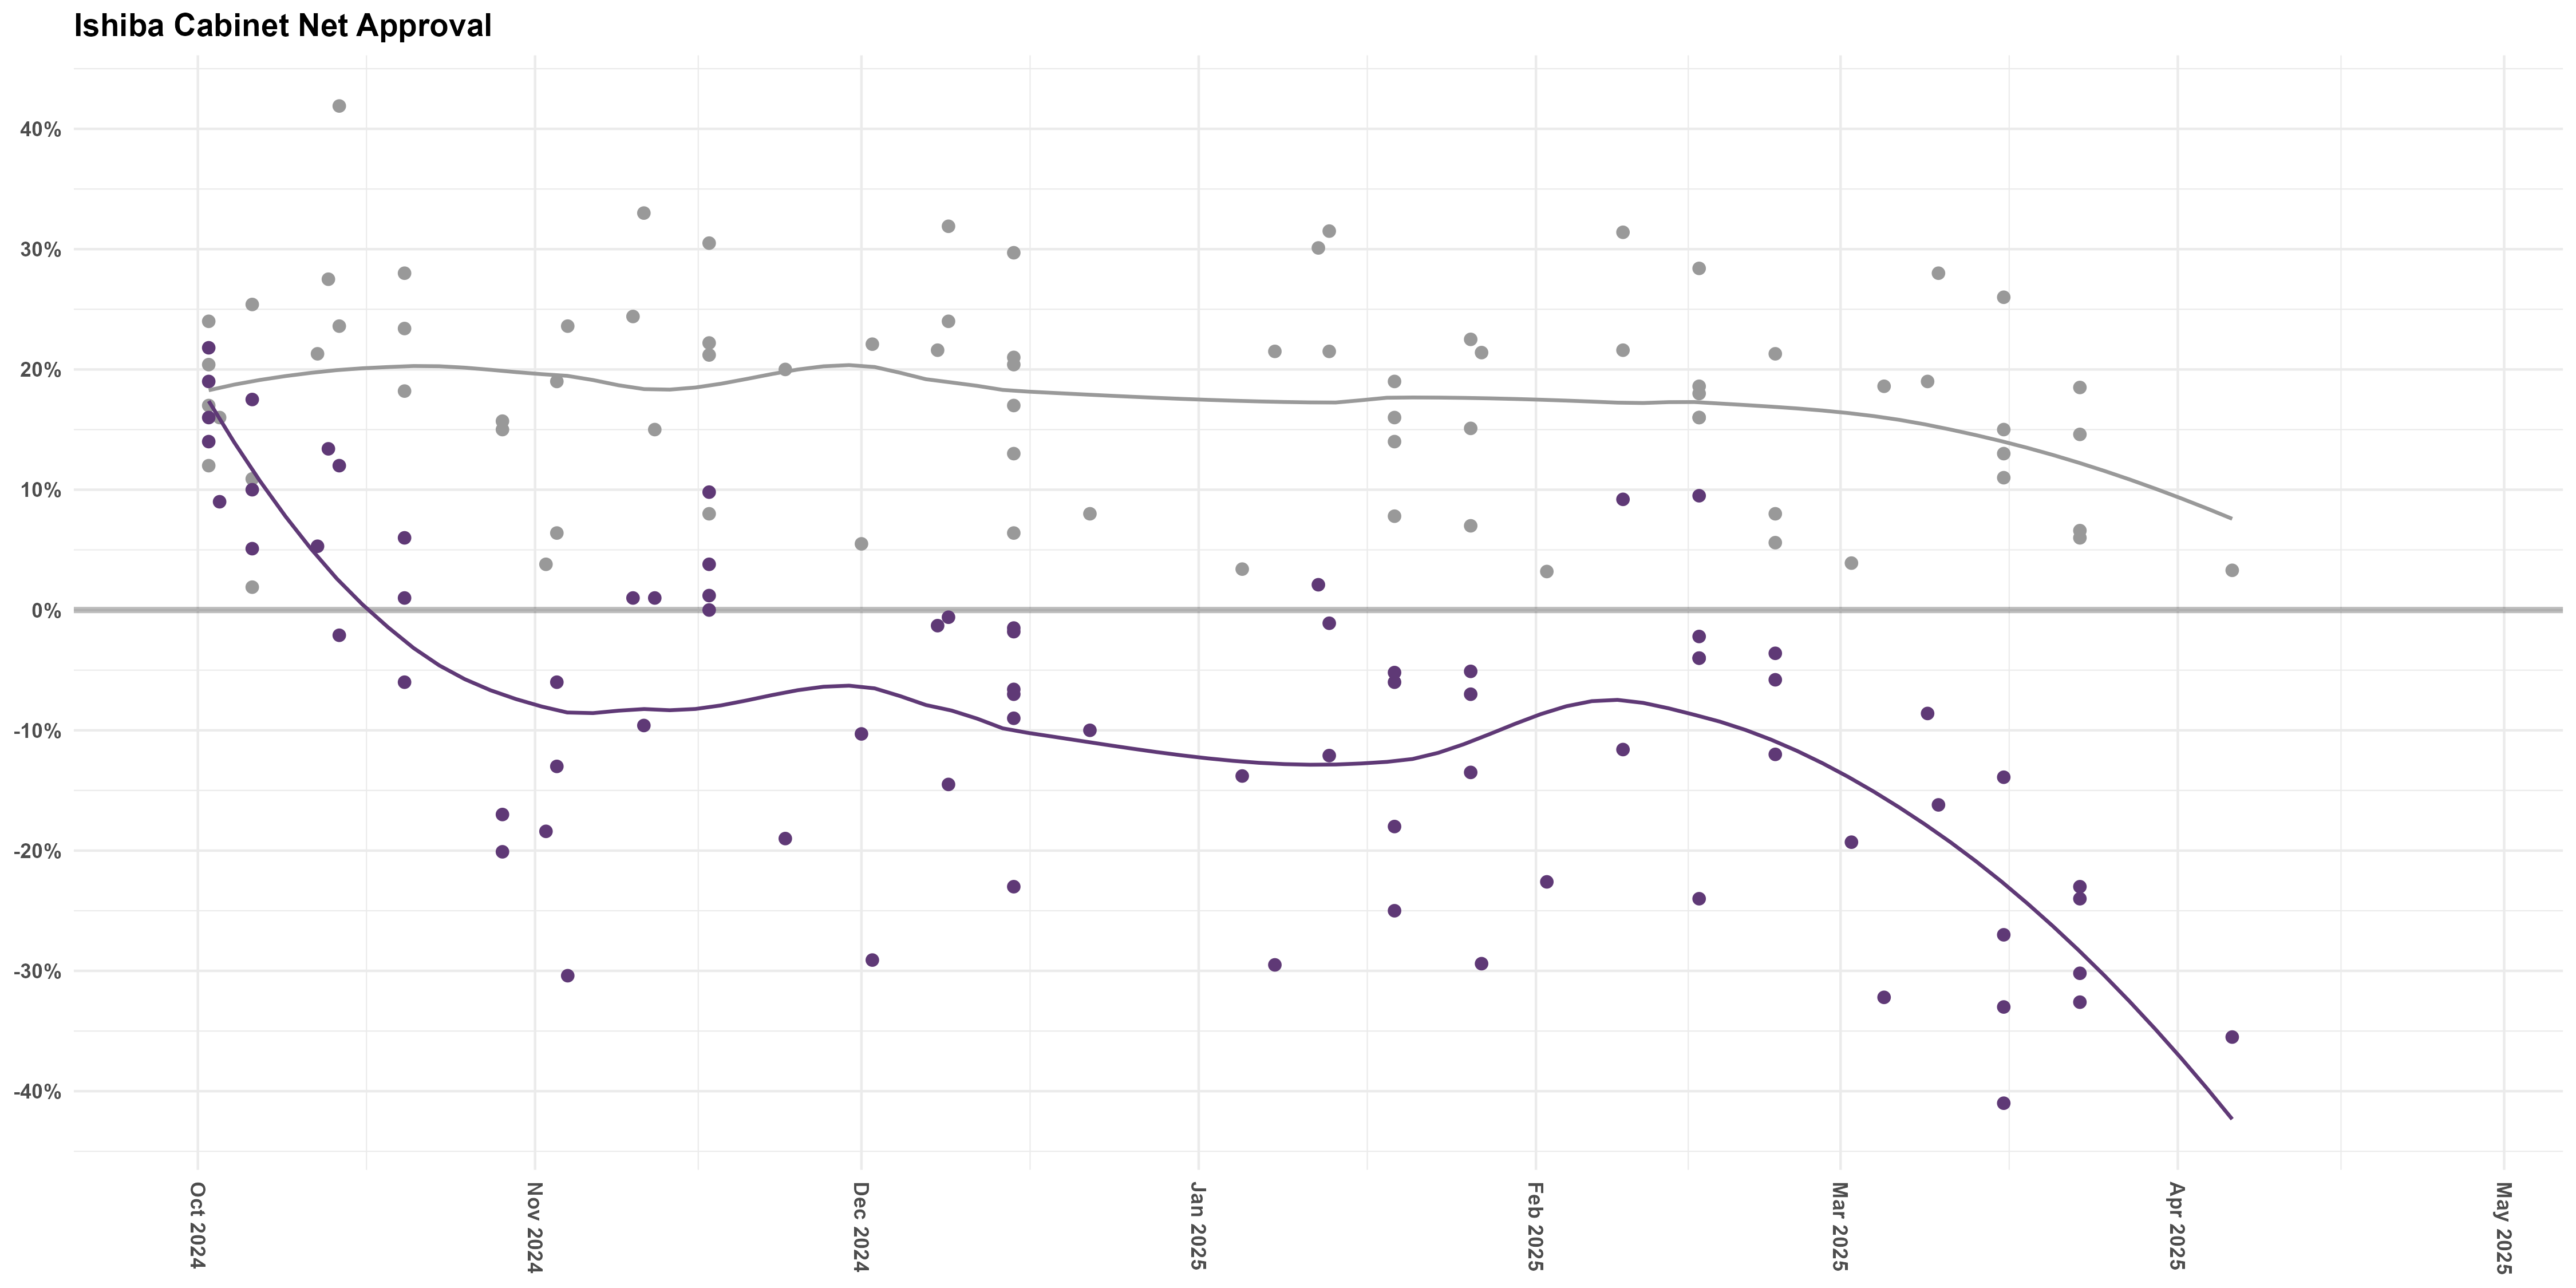 Ishiba Cabinet Net Approval
40%
30%
20%
10%
0%
-10%
-20%
-30%
-40%
Oct 2024
Nov 2024
Dec 2024
Jan 2025
Feb 2025
Mar 2025
Apr 2025
May 2025